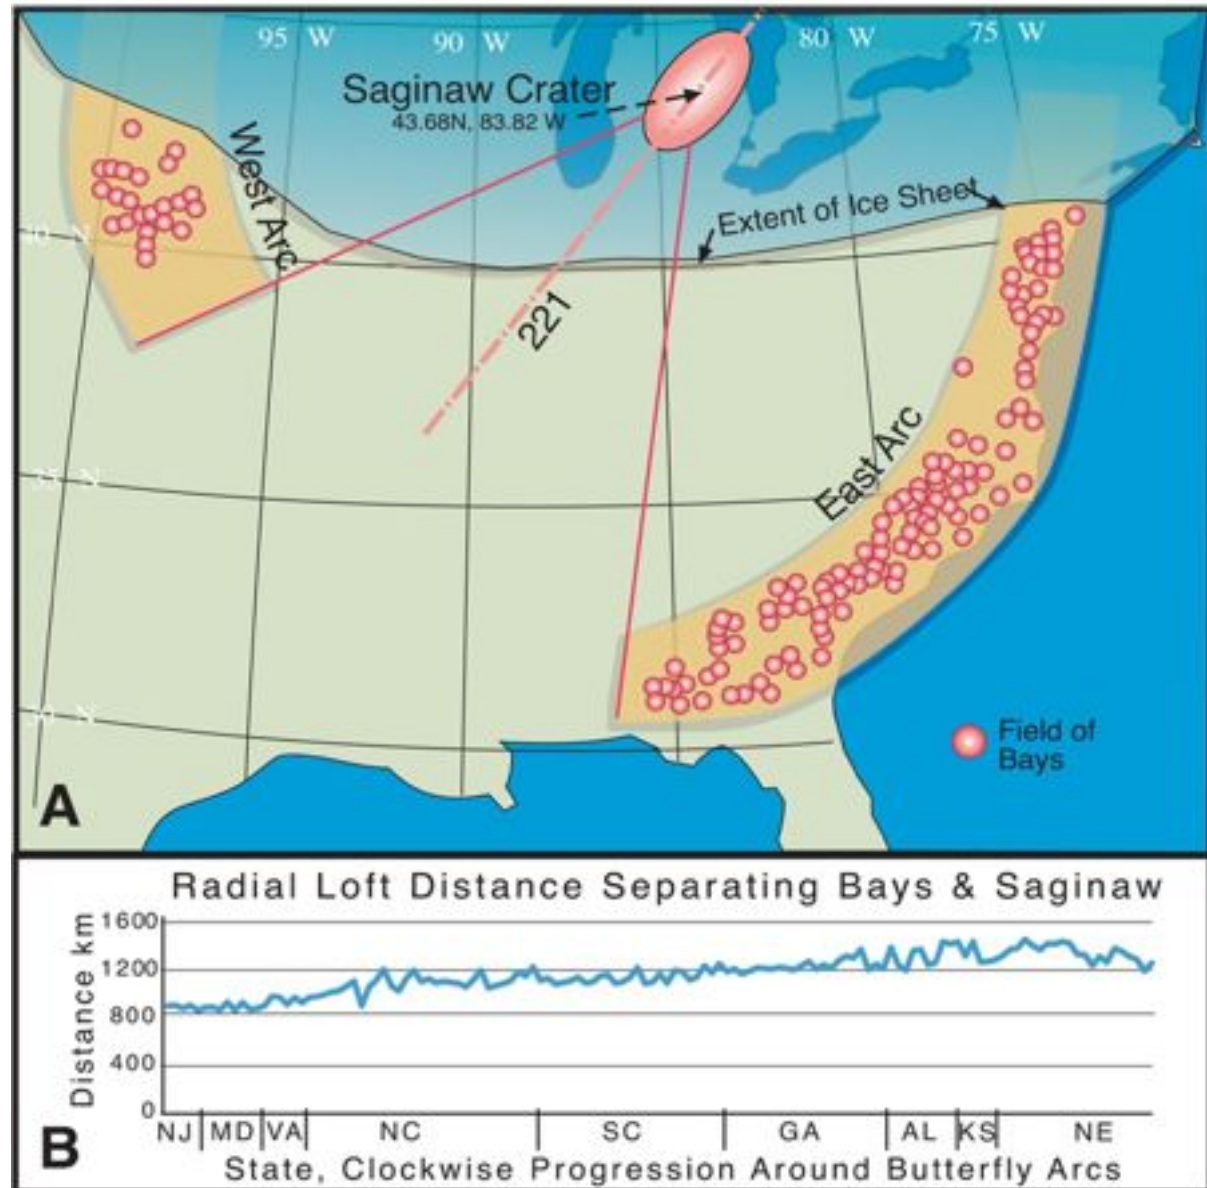 95 W
90 W
80 W
75 W
Saginaw Crater
43.68N, 83.82 W
West Arc
Extent of Ice Sheet
221
East Arc
35 N
Field of
Bays
A
Radial Loft Distance Separating Bays & Saginaw
Distance km
1600
1200
800
400
0
NJ MD VA NC SC GA AL KS NE
B
State, Clockwise Progression Around Butterfly Arcs